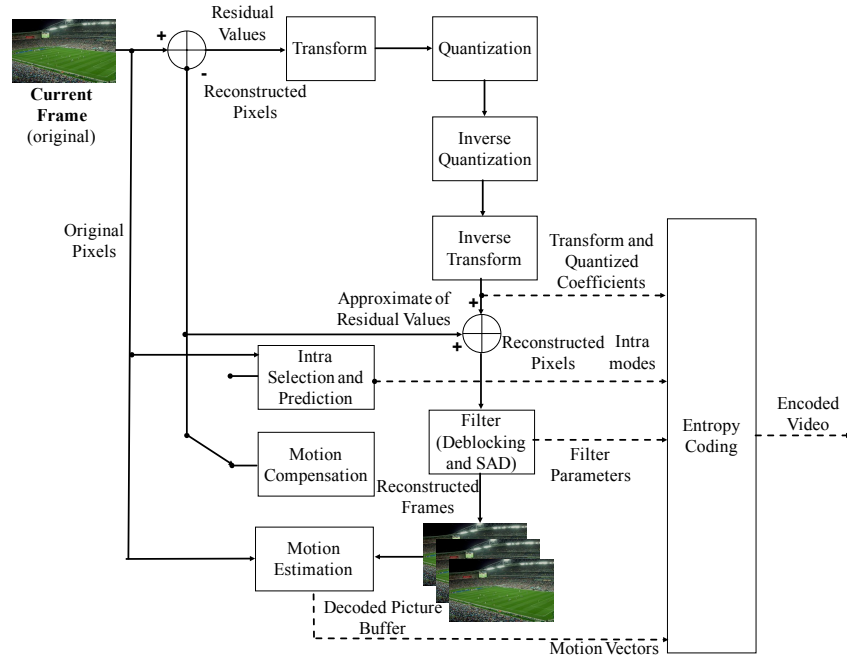 +
Residual
Values
Transform
Quantization
-
Reconstructed
Pixels
Current
Frame
(original)
Inverse
Quantization
Original
Pixels
Inverse
Transform
Transform and
Quantized
Coefficients
Approximate of
Residual Values
+
+
Reconstructed
Pixels
Intra
modes
Intra
Selection and
Prediction
Filter
(Deblocking
and SAD)
Entropy
Coding
Encoded
Video
Motion
Compensation
Filter
Parameters
Reconstructed
Frames
Motion
Estimation
Decoded Picture
Buffer
Motion Vectors